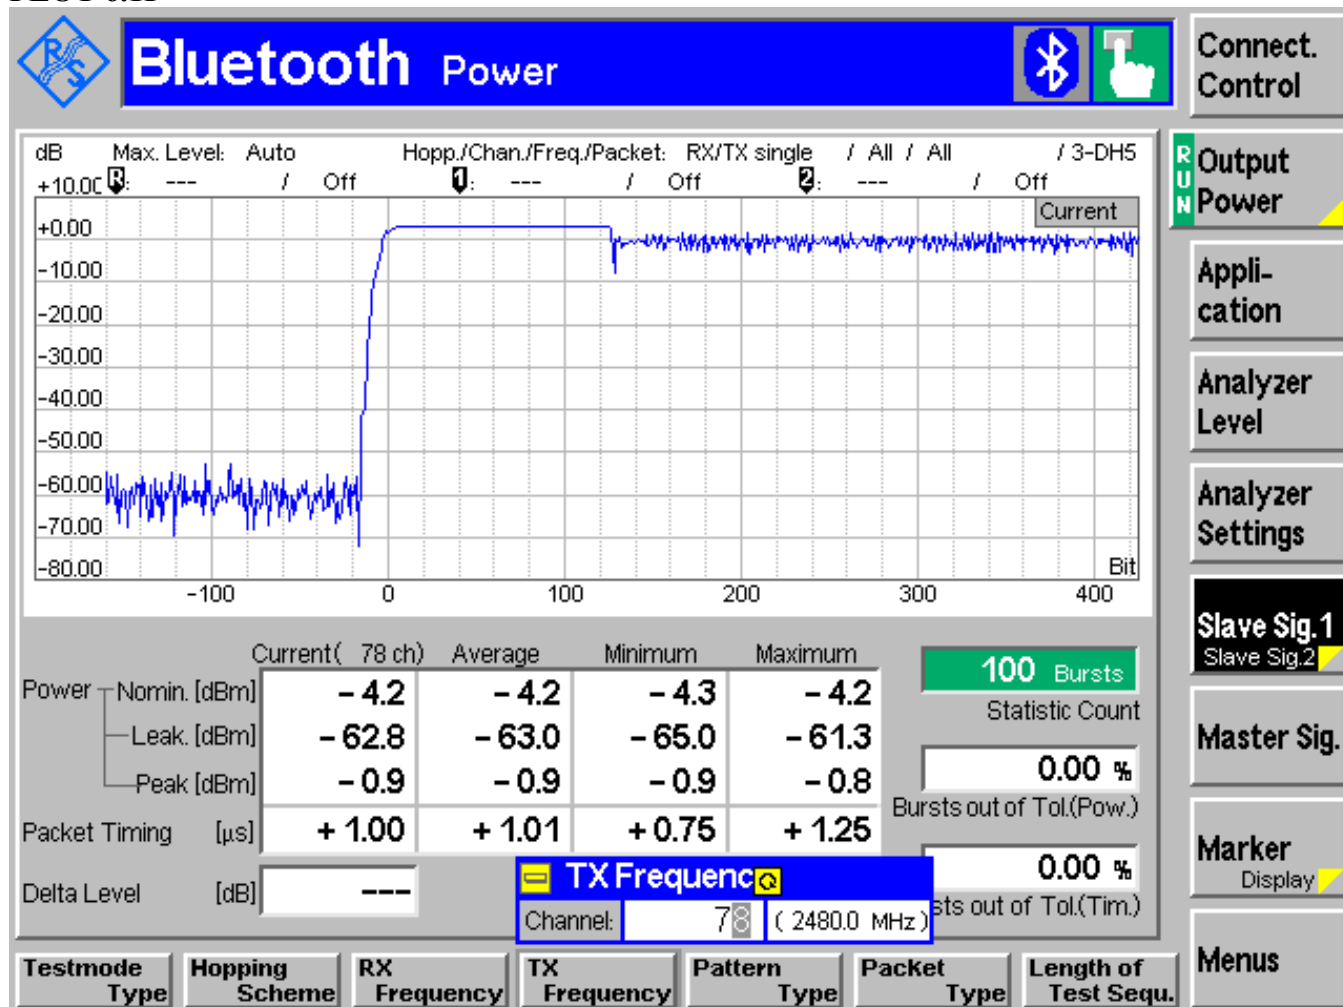 Bluetooth Power
Connect. Control
dB Max. Level: Auto Hopp./Chan./Freq./Packet: RX/TX single / All / All / 3-DH5
+10.00 R: --- / Off 1: --- / Off 2: --- / Off
Current
+0.00
-10.00
-20.00
-30.00
-40.00
-50.00
-60.00
-70.00
-80.00
Bit
-100 0 100 200 300 400
RUN
Output Power
Appli-
cation
Analyzer Level
Analyzer Settings
Slave Sig.1
Slave Sig.2
Master Sig.
Marker
Display
Menus
Current( 78 ch) Average Minimum Maximum
Power Nomin. [dBm] - 4.2 - 4.2 - 4.3 - 4.2
Leak. [dBm] - 62.8 - 63.0 - 65.0 - 61.3
Peak [dBm] - 0.9 - 0.9 - 0.9 - 0.8
Packet Timing [µs] + 1.00 + 1.01 + 0.75 + 1.25
Delta Level [dB] ---
100 Bursts
Statistic Count
0.00 %
Bursts out of Tol.(Pow.)
0.00 %
sts out of Tol.(Tim.)
TX Frequenc
Channel: 78 ( 2480.0 MHz )
Testmode Type
Hopping Scheme
RX Frequency
TX Frequency
Pattern Type
Packet Type
Length of Test Sequ.